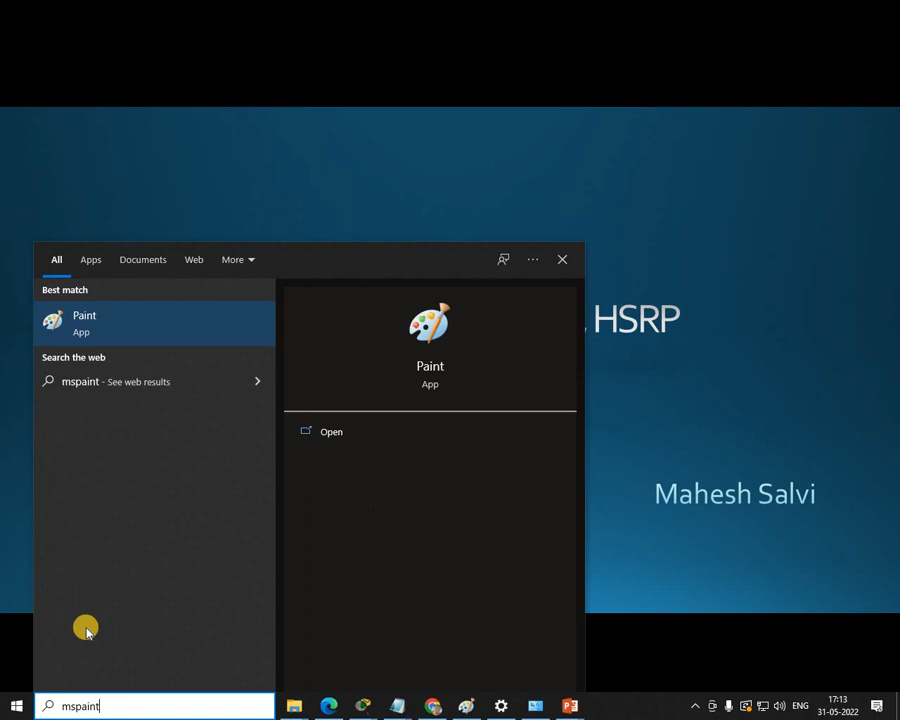 All Apps Documents Web More
Best match
Paint
App
Search the web
mspaint - See web results
Paint
App
Open
, HSRP
Mahesh Salvi
mspaint
ENG
17:13
31-05-2022